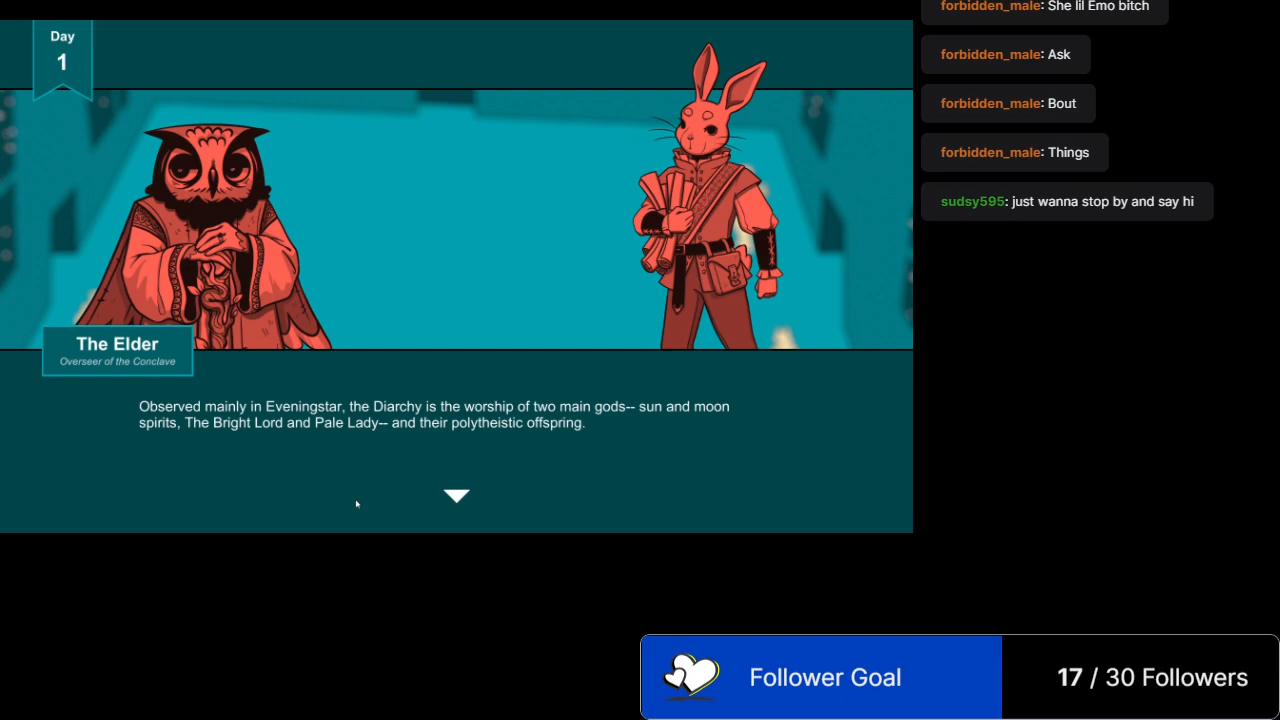 Day
1
The Elder
Overseer of the Conclave
Observed mainly in Eveningstar, the Diarchy is the worship of two main gods-- sun and moon
spirits, The Bright Lord and Pale Lady-- and their polytheistic offspring.
forbidden_male: She lil Emo bitch
forbidden_male: Ask
forbidden_male: Bout
forbidden_male: Things
sudsy595: just wanna stop by and say hi
Follower Goal
17 / 30 Followers